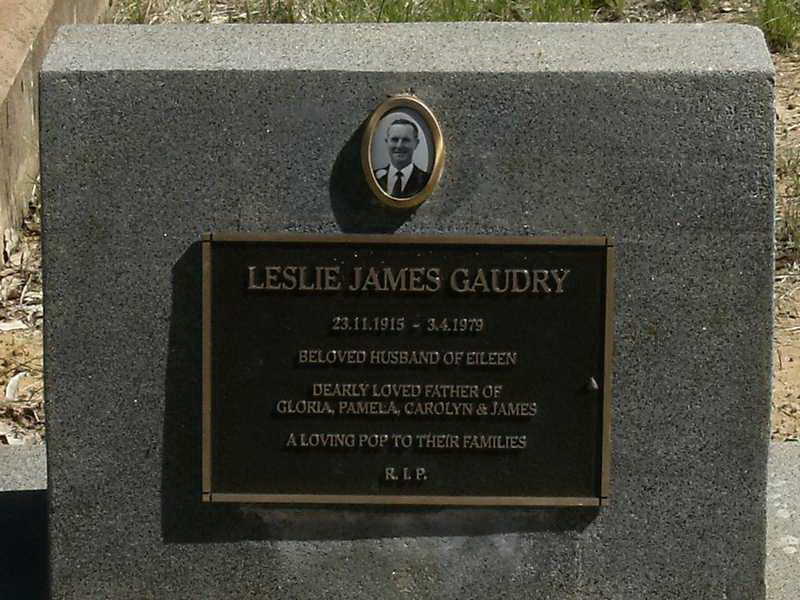 LESLIE JAMES GAUDRY
23.11.1915 - 3.4.1979
BELOVED HUSBAND OF EILEEN
DEARLY LOVED FATHER OF
GLORIA, PAMELA, CAROLYN & JAMES
A LOVING POP TO THEIR FAMILIES
R. I. P.